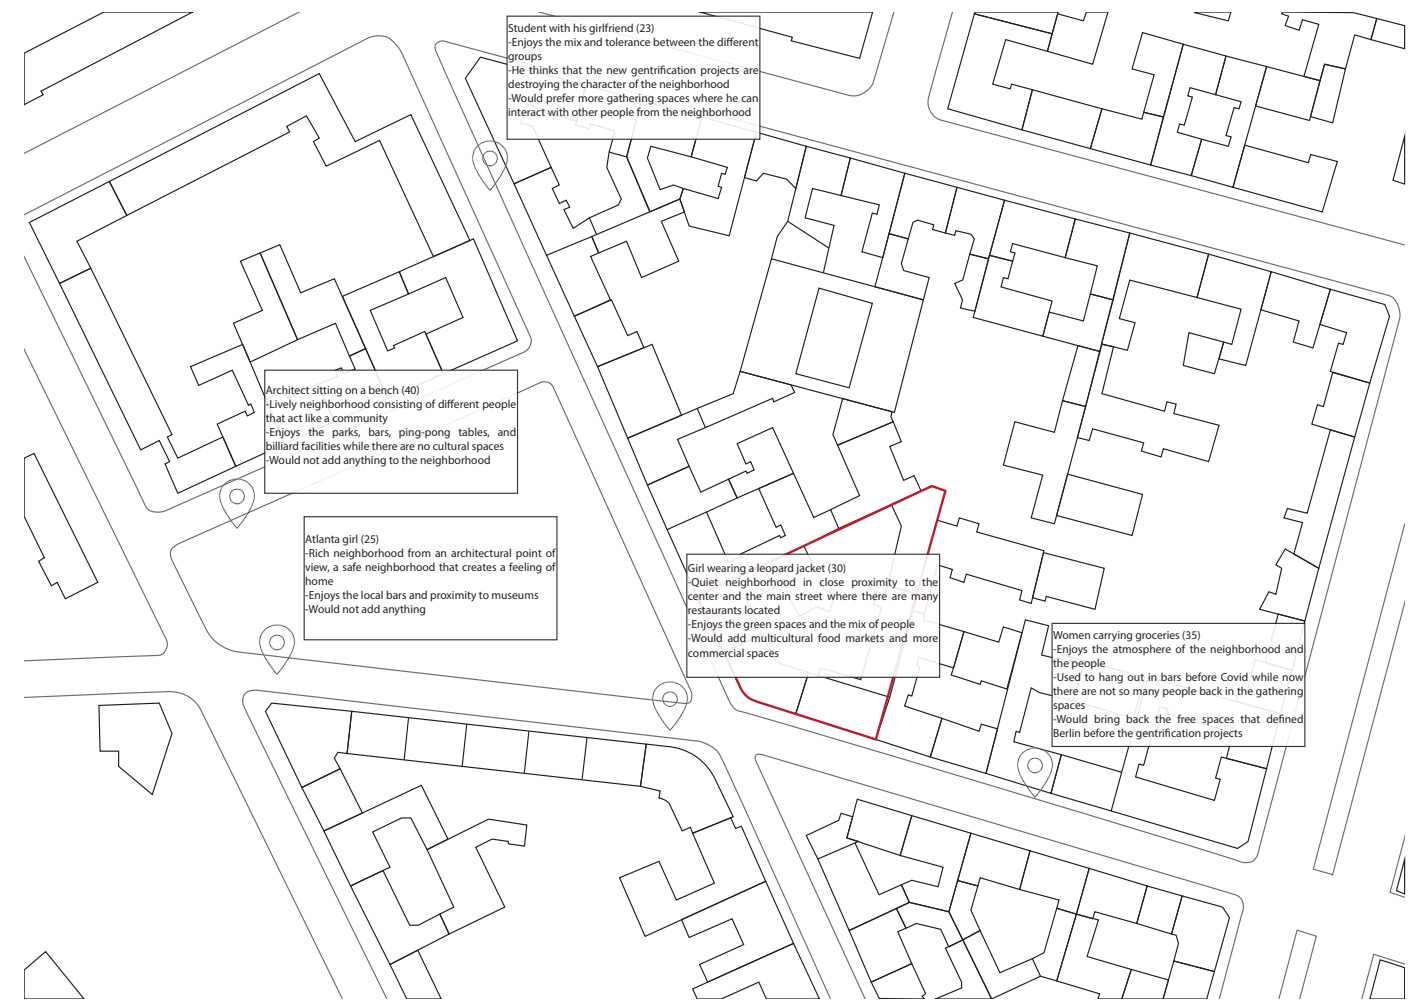 Student with his girlfriend (23)
-Enjoys the mix and tolerance between the different
groups
-He thinks that the new gentrification projects are
destroying the character of the neighborhood
-Would prefer more gathering spaces where he can
interact with other people from the neighborhood
Architect sitting on a bench (40)
-Lively neighborhood consisting of different people
that act like a community
-Enjoys the parks, bars, ping-pong tables, and
billiard facilities while there are no cultural spaces
-Would not add anything to the neighborhood
Atlanta girl (25)
-Rich neighborhood from an architectural point of
view, a safe neighborhood that creates a feeling of
home
-Enjoys the local bars and proximity to museums
-Would not add anything
Girl wearing a leopard jacket (30)
-Quiet neighborhood in close proximity to the
center and the main street where there are many
restaurants located
-Enjoys the green spaces and the mix of people
-Would add multicultural food markets and more
commercial spaces
Women carrying groceries (35)
-Enjoys the atmosphere of the neighborhood and
the people
-Used to hang out in bars before Covid while now
there are not so many people back in the gathering
spaces
-Would bring back the free spaces that defined
Berlin before the gentrification projects